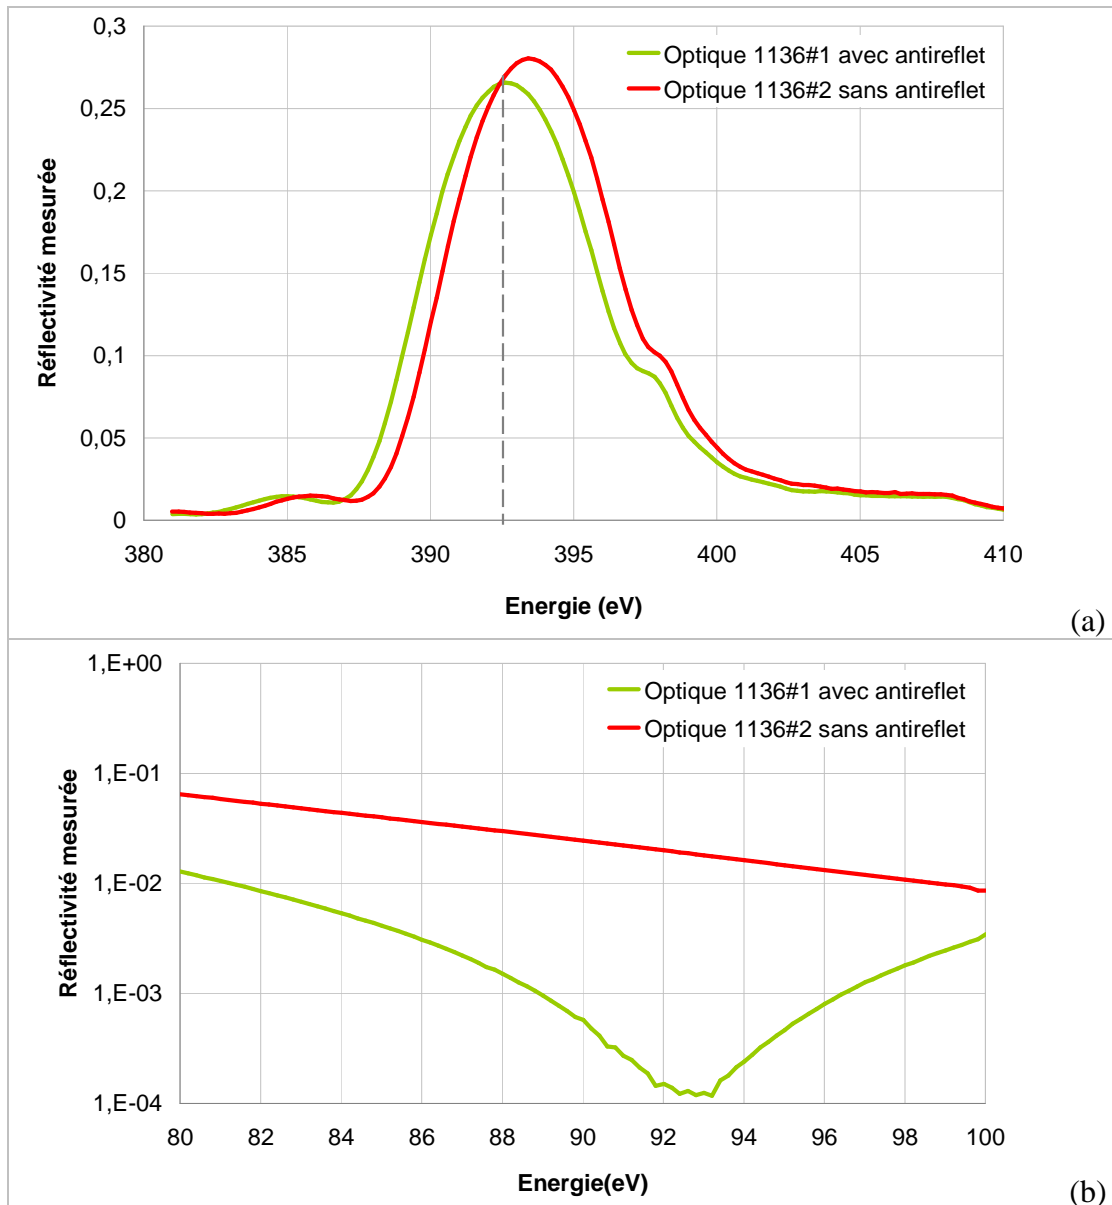 0,3
0,25
0,2
0,15
0,1
0,05
0
Réflectivité mesurée
Optique 1136#1 avec antireflet
Optique 1136#2 sans antireflet
380 385 390 395 400 405 410
Energie (eV)
(a)
1,E+00
1,E-01
1,E-02
1,E-03
1,E-04
Réflectivité mesurée
Optique 1136#1 avec antireflet
Optique 1136#2 sans antireflet
80 82 84 86 88 90 92 94 96 98 100
Energie(eV)
(b)